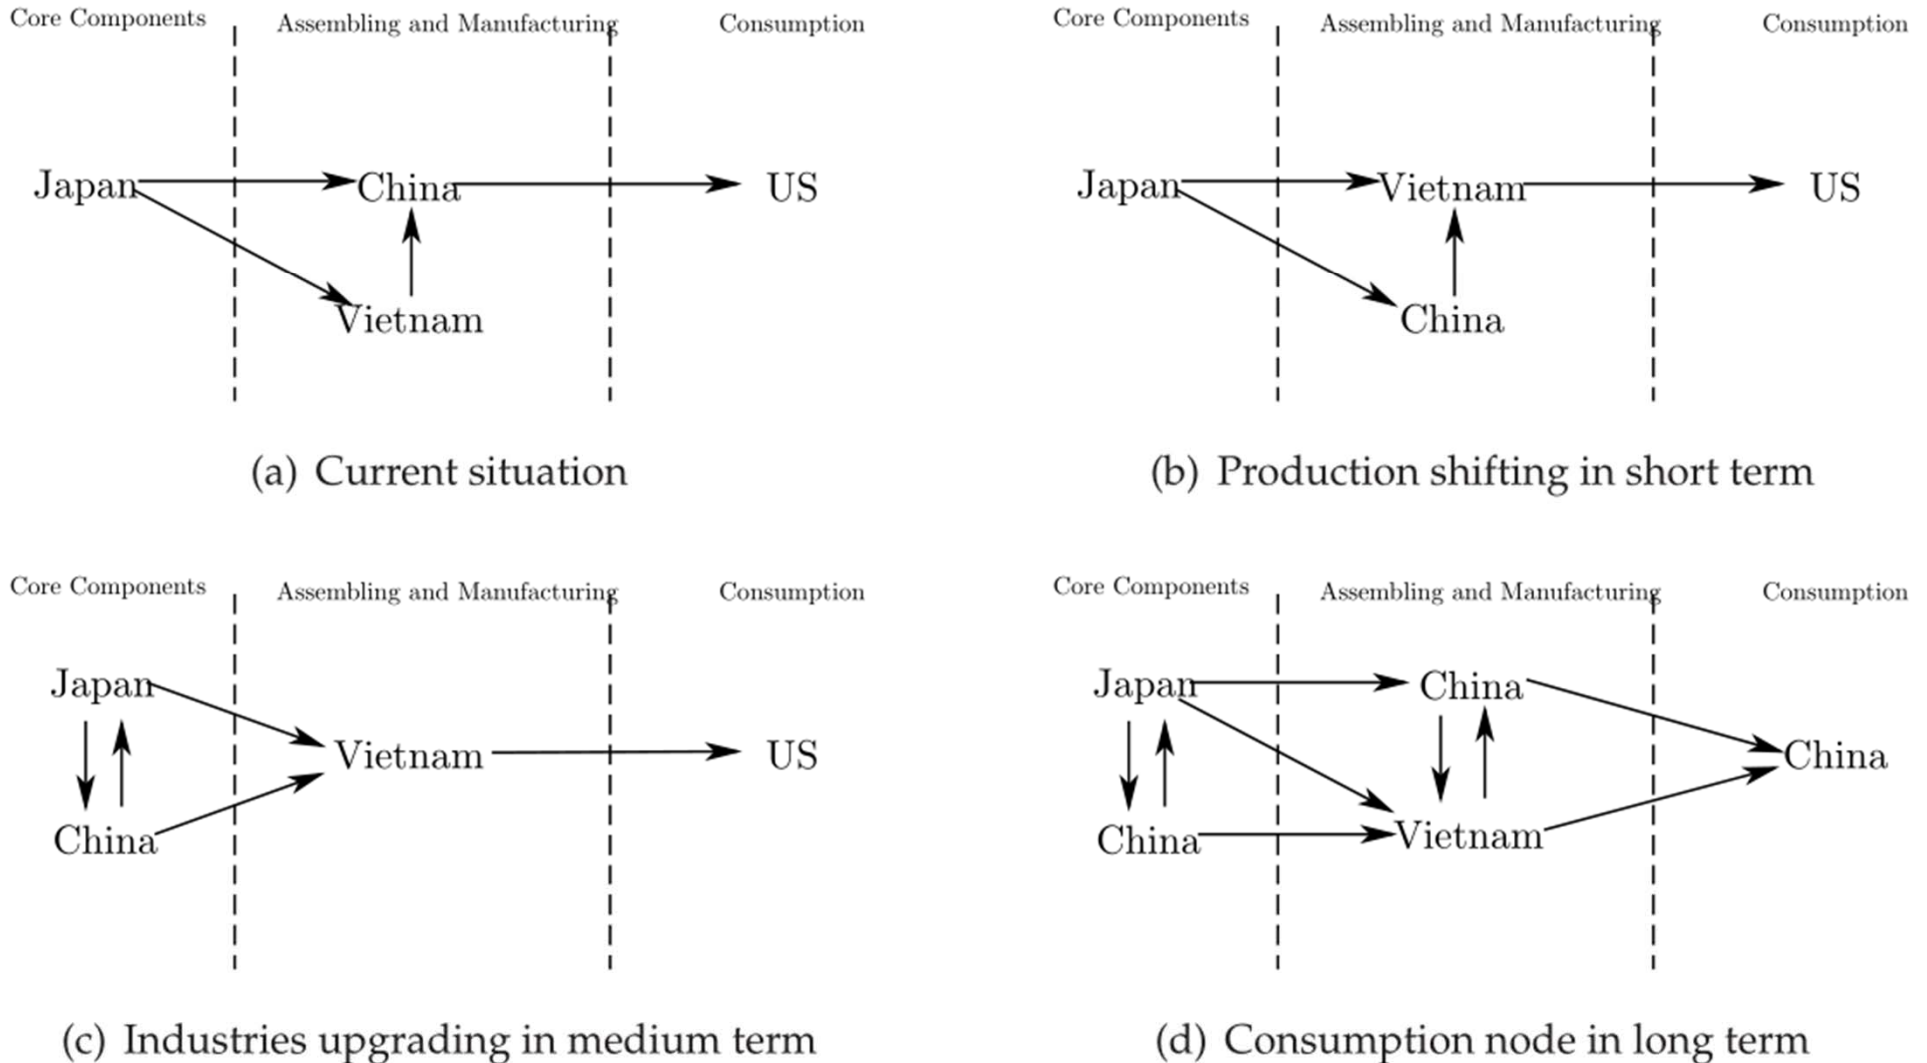 Core Components
Assembling and Manufacturing
Consumption
Japan
China
US
Vietnam
(a) Current situation
Core Components
Assembling and Manufacturing
Consumption
Japan
Vietnam
US
China
(b) Production shifting in short term
Core Components
Assembling and Manufacturing
Consumption
Japan
Vietnam
US
China
(c) Industries upgrading in medium term
Core Components
Assembling and Manufacturing
Consumption
Japan
China
China
China
Vietnam
(d) Consumption node in long term